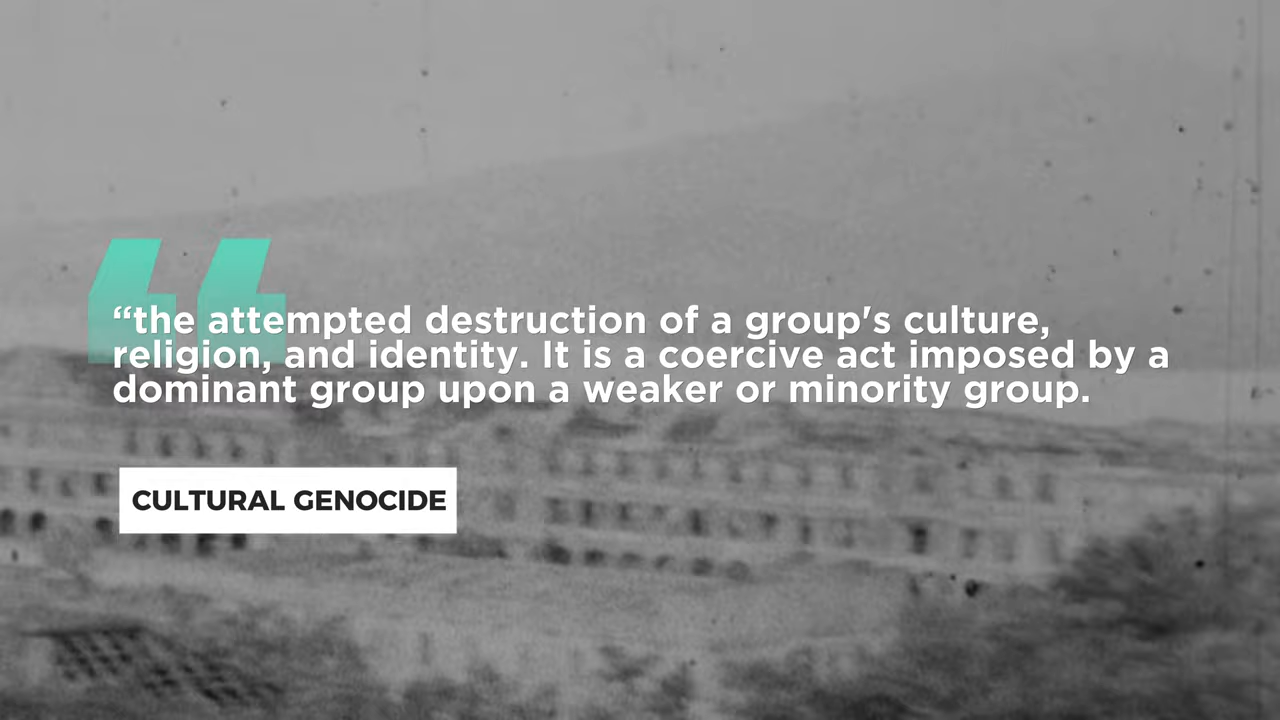 “the attempted destruction of a group's culture,
religion, and identity. It is a coercive act imposed by a
dominant group upon a weaker or minority group.
CULTURAL GENOCIDE